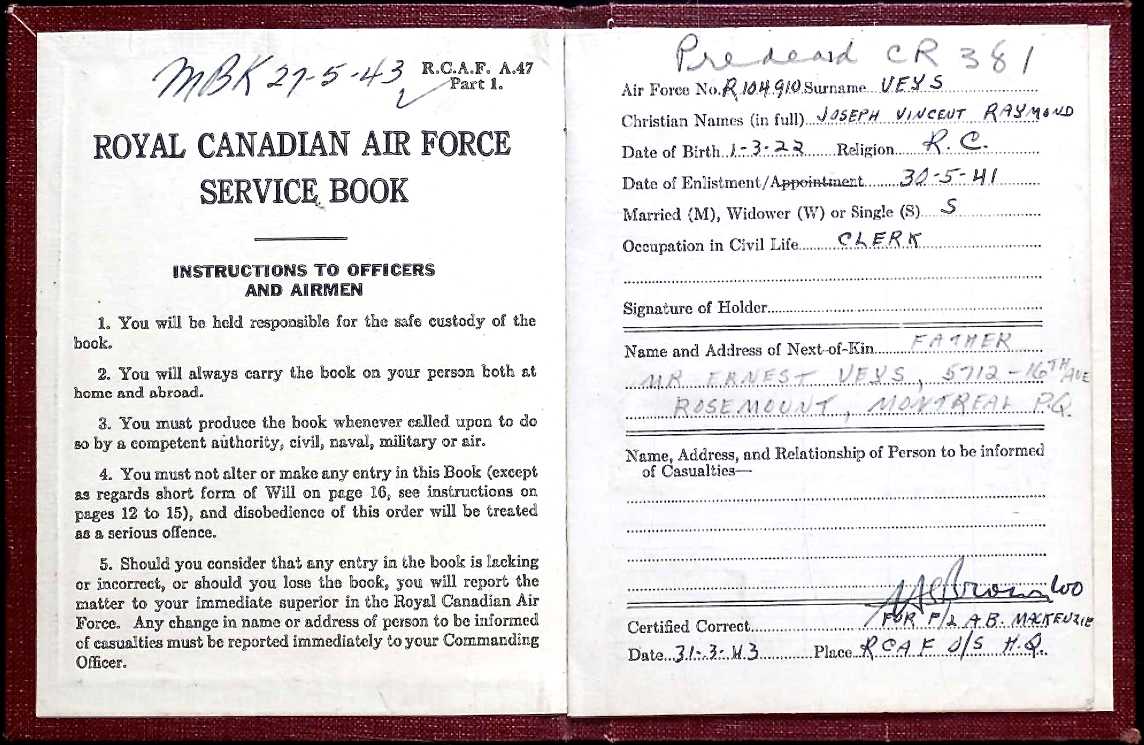 MBK 27-5-43
R.C.A.F. A.47
Part 1.
ROYAL CANADIAN AIR FORCE
SERVICE BOOK
INSTRUCTIONS TO OFFICERS
AND AIRMEN
1. You will be held responsible for the safe custody of the
book.
2. You will always carry the book on your person both at
home and abroad.
3. You must produce the book whenever called upon to do
so by a competent authority, civil, naval, military or air.
4. You must not alter or make any entry in this Book (except
as regards short form of Will on page 16, see instructions on
pages 12 to 15), and disobedience of this order will be treated
as a serious offence.
5. Should you consider that any entry in the book is lacking
or incorrect, or should you lose the book, you will report the
matter to your immediate superior in the Royal Canadian Air
Force. Any change in name or address of person to be informed
of casualties must be reported immediately to your Commanding
Officer.
CR 381
Air Force No. R104910 Surname VEYS
Christian Names (in full) JOSEPH VINCENT RAYMOND
Date of Birth 1-3-22 Religion R.C.
Date of Enlistment/Appointment 30-5-41
Married (M), Widower (W) or Single (S) S
Occupation in Civil Life CLERK
Signature of Holder
Name and Address of Next-of-Kin FATHER
MR ERNEST VEYS, 5712-16TH AVE
ROSEMOUNT, MONTREAL P.Q.
Name, Address, and Relationship of Person to be informed
of Casualties—
Brown WO
Certified Correct FOR F/L A.B. MACKENZIE
Date 31-3-43 Place RCAF O/S H.Q.